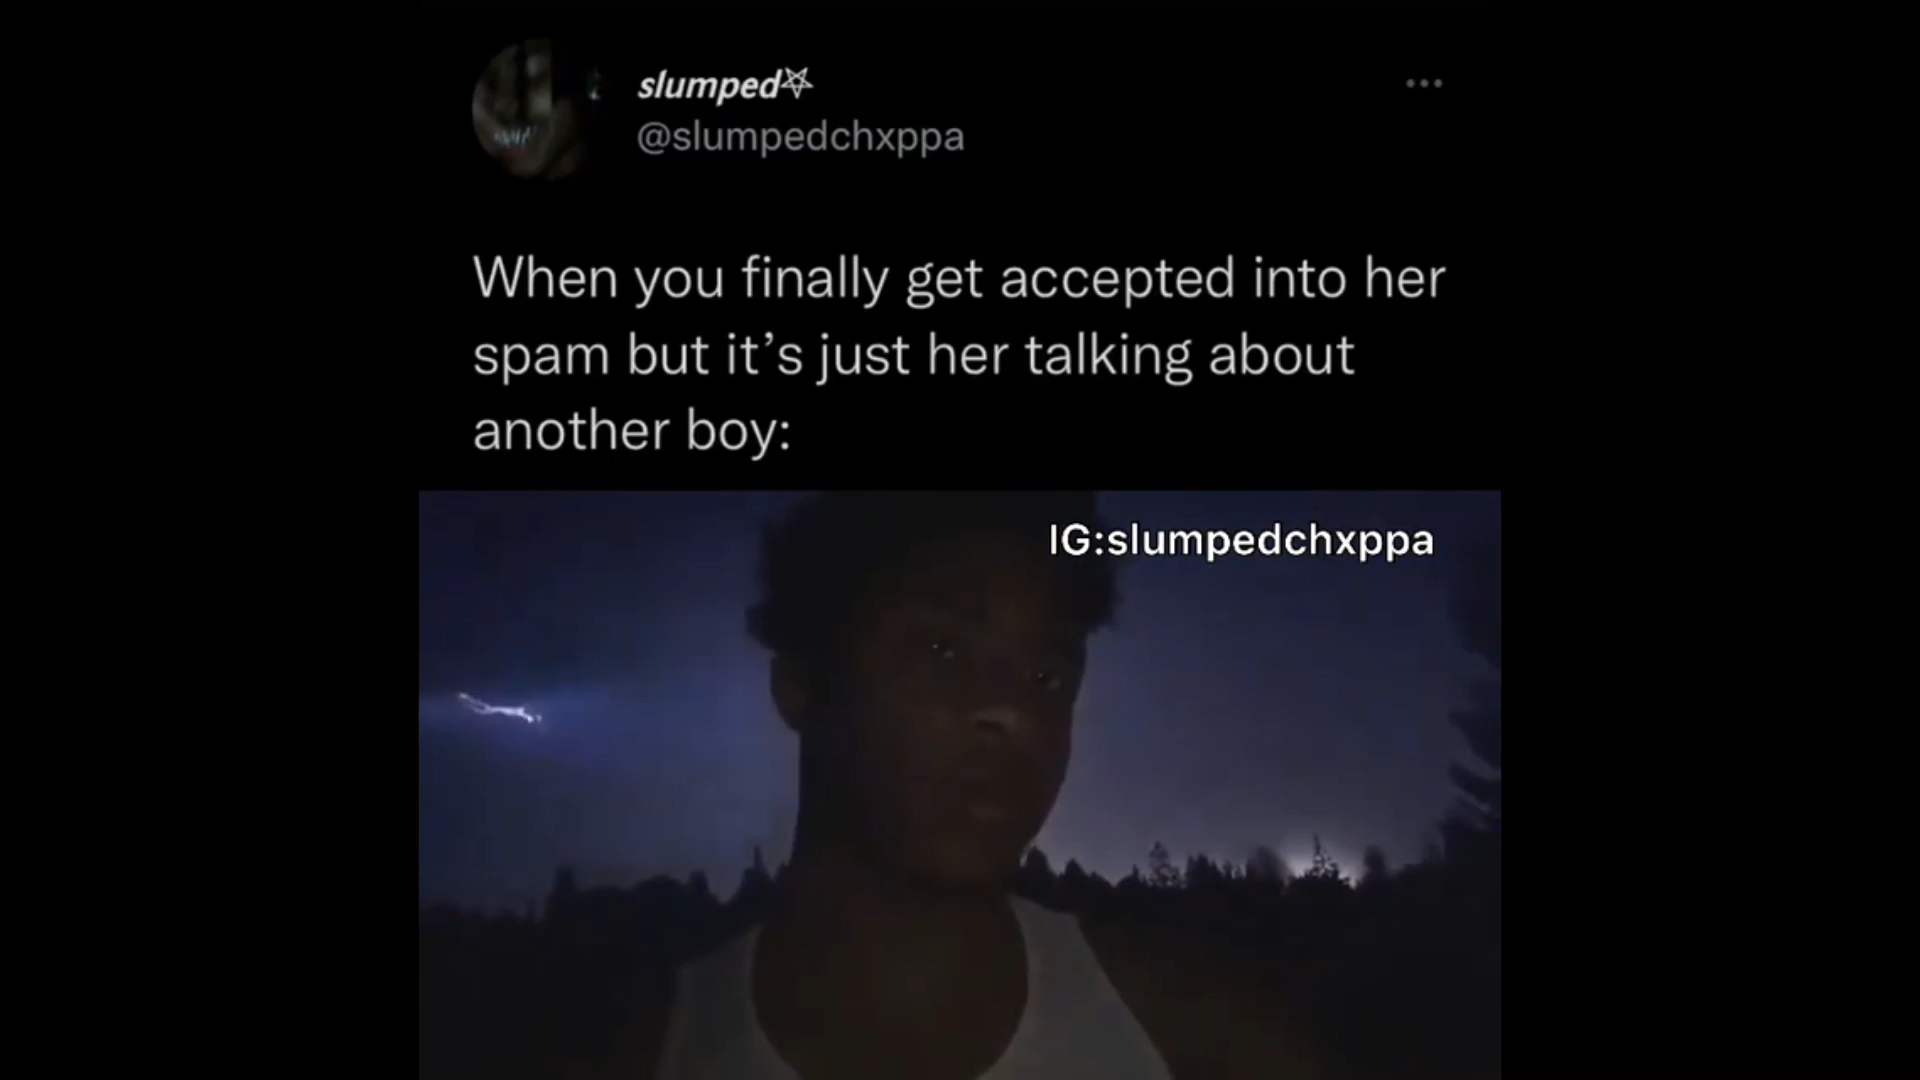 slumped⛧
@slumpedchxppa
When you finally get accepted into her
spam but it’s just her talking about
another boy:
IG:slumpedchxppa